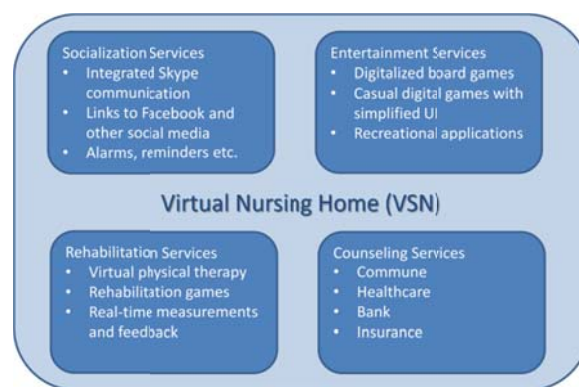 Socialization Services
• Integrated Skype
communication
• Links to Facebook and
other social media
• Alarms, reminders etc.
Entertainment Services
• Digitalized board games
• Casual digital games with
simplified UI
• Recreational applications
Virtual Nursing Home (VSN)
Rehabilitation Services
• Virtual physical therapy
• Rehabilitation games
• Real-time measurements
and feedback
Counseling Services
• Commune
• Healthcare
• Bank
• Insurance